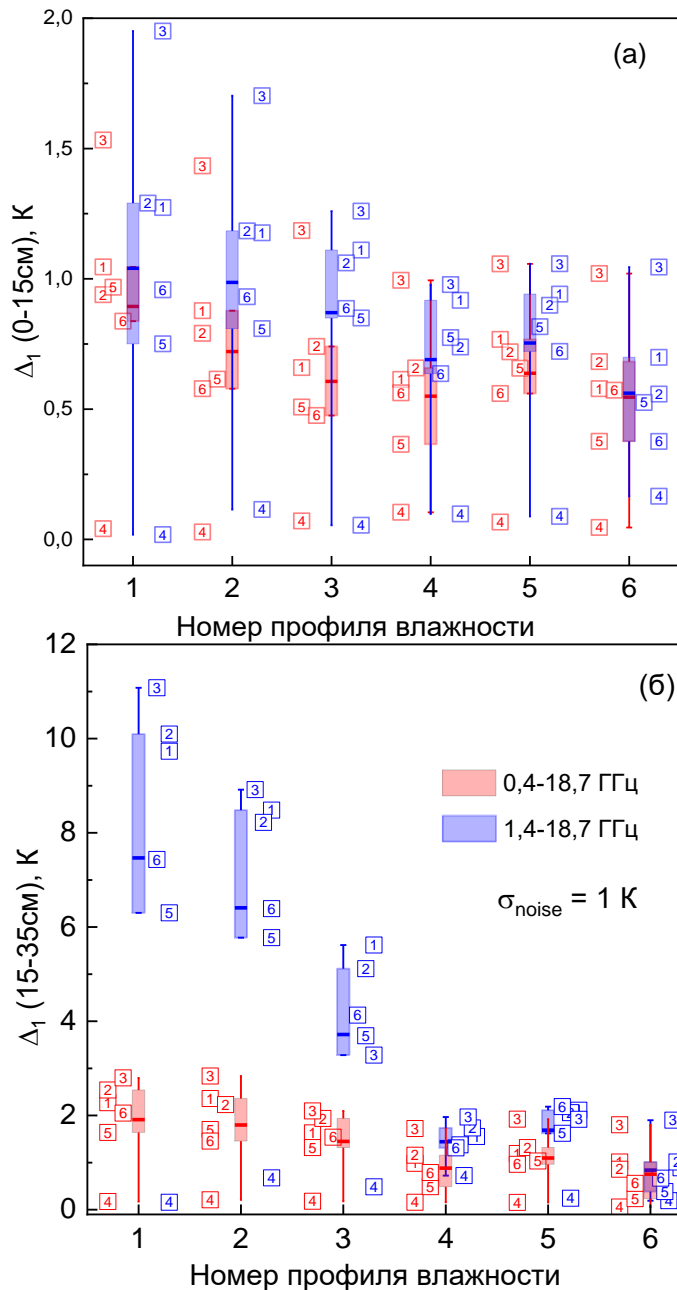 2,0
(а)
1,5
1,0
0,5
0,0
Δ₁ (0-15см), К
1 2 3 4 5 6
Номер профиля влажности
12
(б)
10
8
6
4
2
0
Δ₁ (15-35см), К
0,4-18,7 ГГц
1,4-18,7 ГГц
σnoise = 1 К
1 2 3 4 5 6
Номер профиля влажности